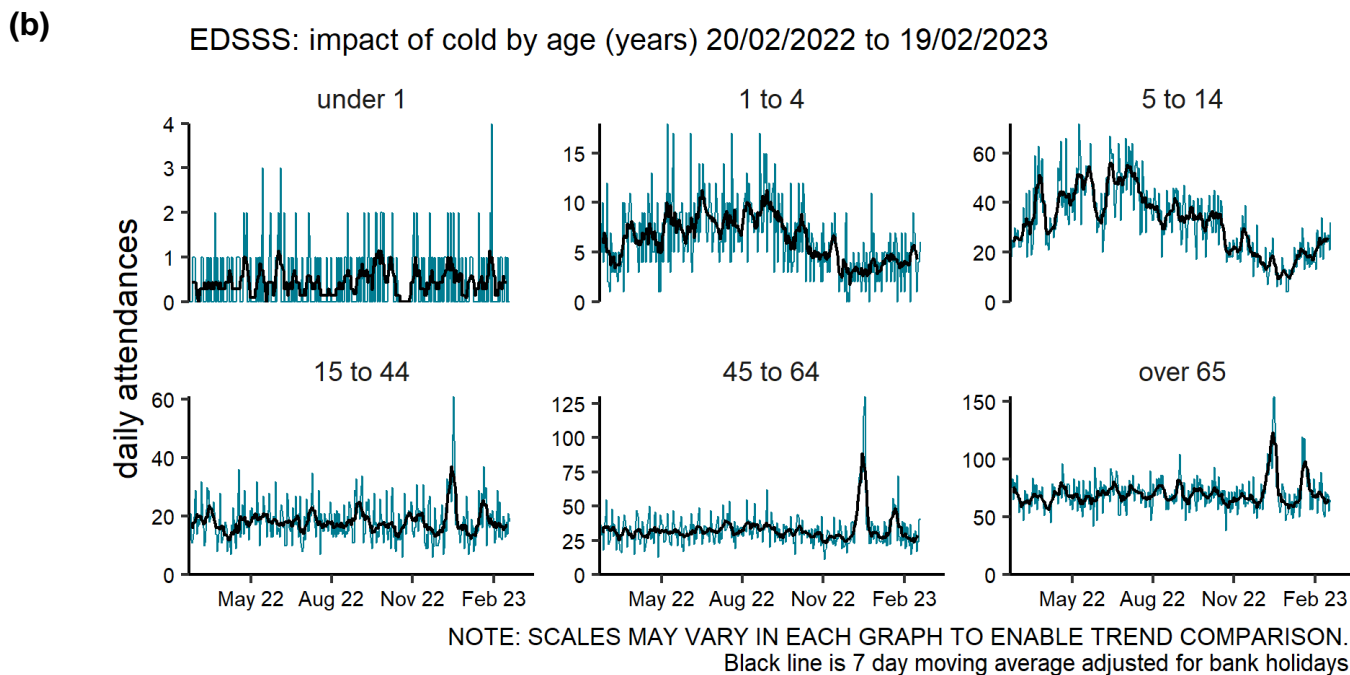 (b)
EDSSS: impact of cold by age (years) 20/02/2022 to 19/02/2023
daily attendances
under 1
4
3
2
1
0
1 to 4
15
10
5
0
5 to 14
60
40
20
0
15 to 44
60
40
20
0
May 22 Aug 22 Nov 22 Feb 23
45 to 64
125
100
75
50
25
0
May 22 Aug 22 Nov 22 Feb 23
over 65
150
100
50
0
May 22 Aug 22 Nov 22 Feb 23
NOTE: SCALES MAY VARY IN EACH GRAPH TO ENABLE TREND COMPARISON.
Black line is 7 day moving average adjusted for bank holidays